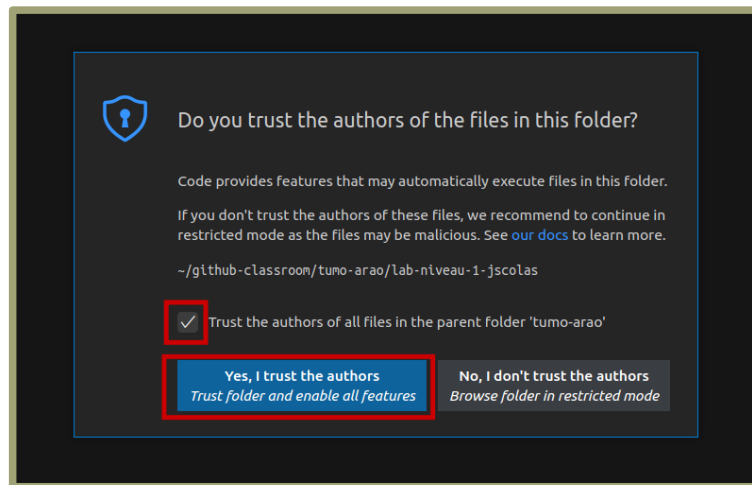 Do you trust the authors of the files in this folder?
Code provides features that may automatically execute files in this folder.
If you don't trust the authors of these files, we recommend to continue in
restricted mode as the files may be malicious. See our docs to learn more.
~/github-classroom/tumo-arao/lab-niveau-1-jscolas
Trust the authors of all files in the parent folder 'tumo-arao'
Yes, I trust the authors
Trust folder and enable all features
No, I don't trust the authors
Browse folder in restricted mode